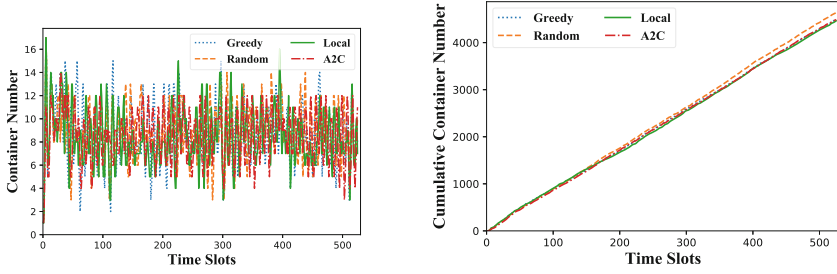 Container Number
16
14
12
10
8
6
4
2
0
0 100 200 300 400 500
Time Slots
Greedy Local
Random A2C
Cumulative Container Number
4000
3000
2000
1000
0
0 100 200 300 400 500
Time Slots
Greedy Local
Random A2C